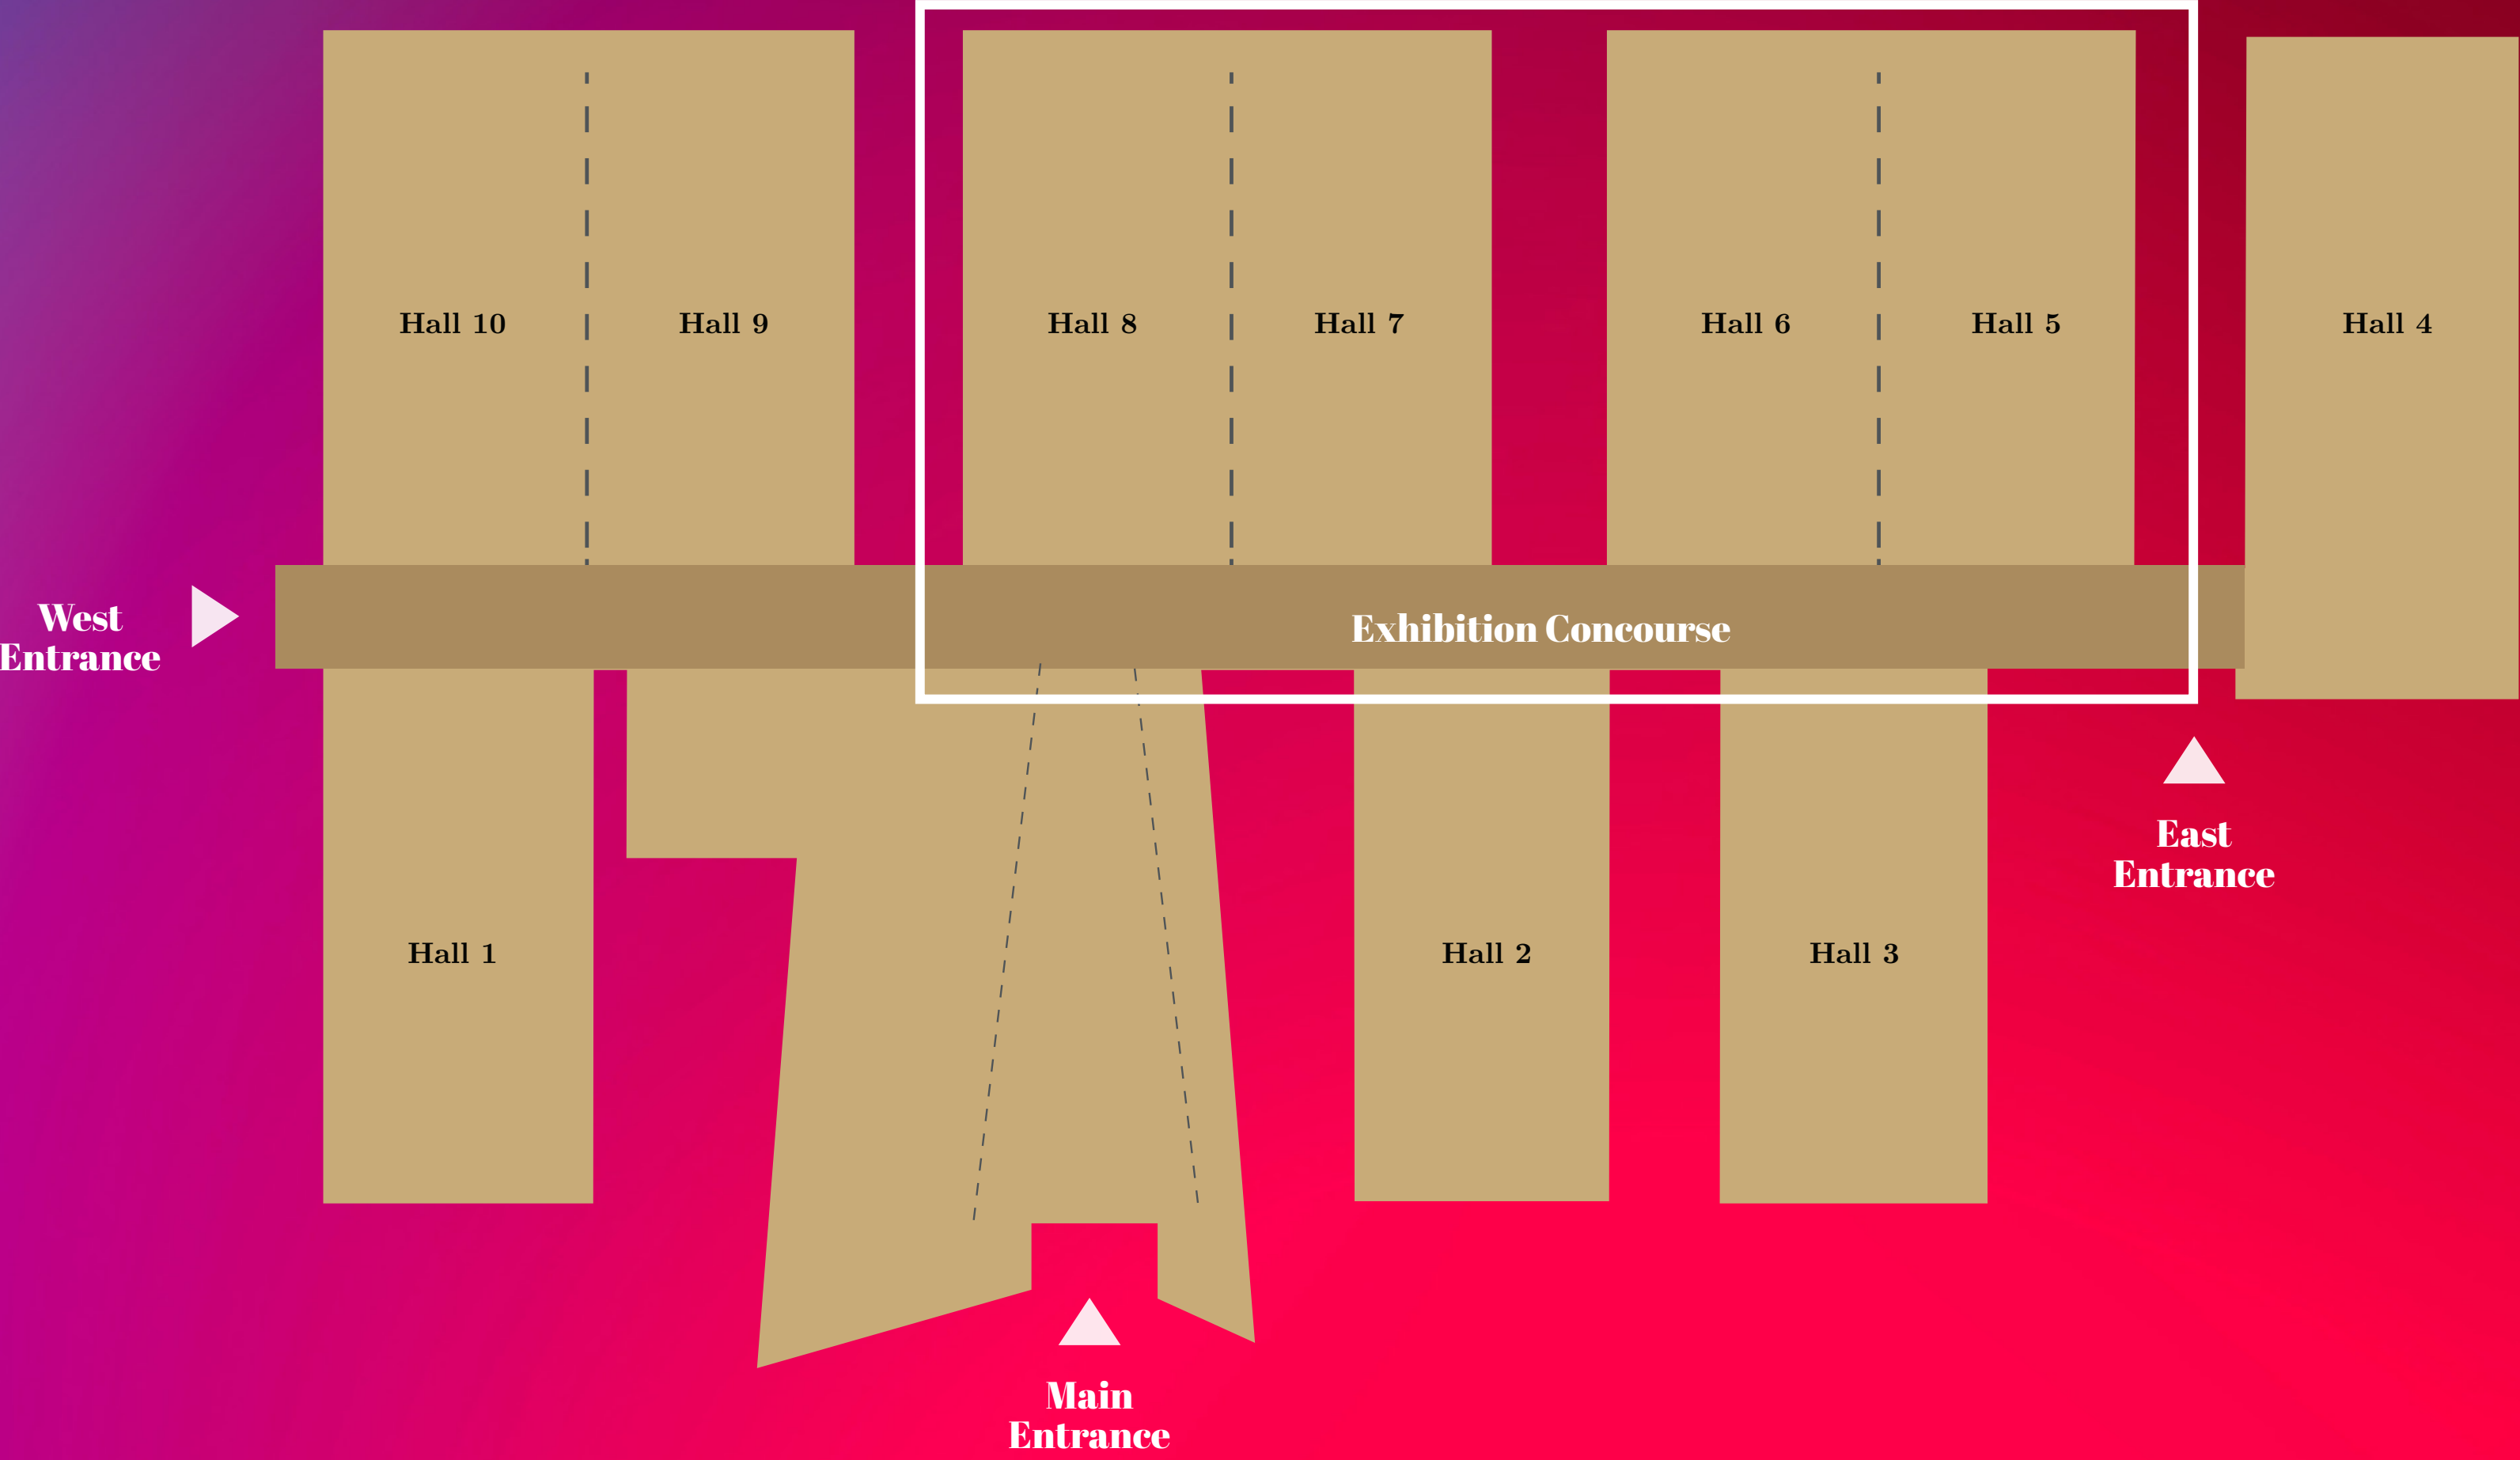 Hall 10
Hall 9
Hall 8
Hall 7
Hall 6
Hall 5
Hall 4
West
Entrance
Exhibition Concourse
East
Entrance
Hall 1
Hall 2
Hall 3
Main
Entrance